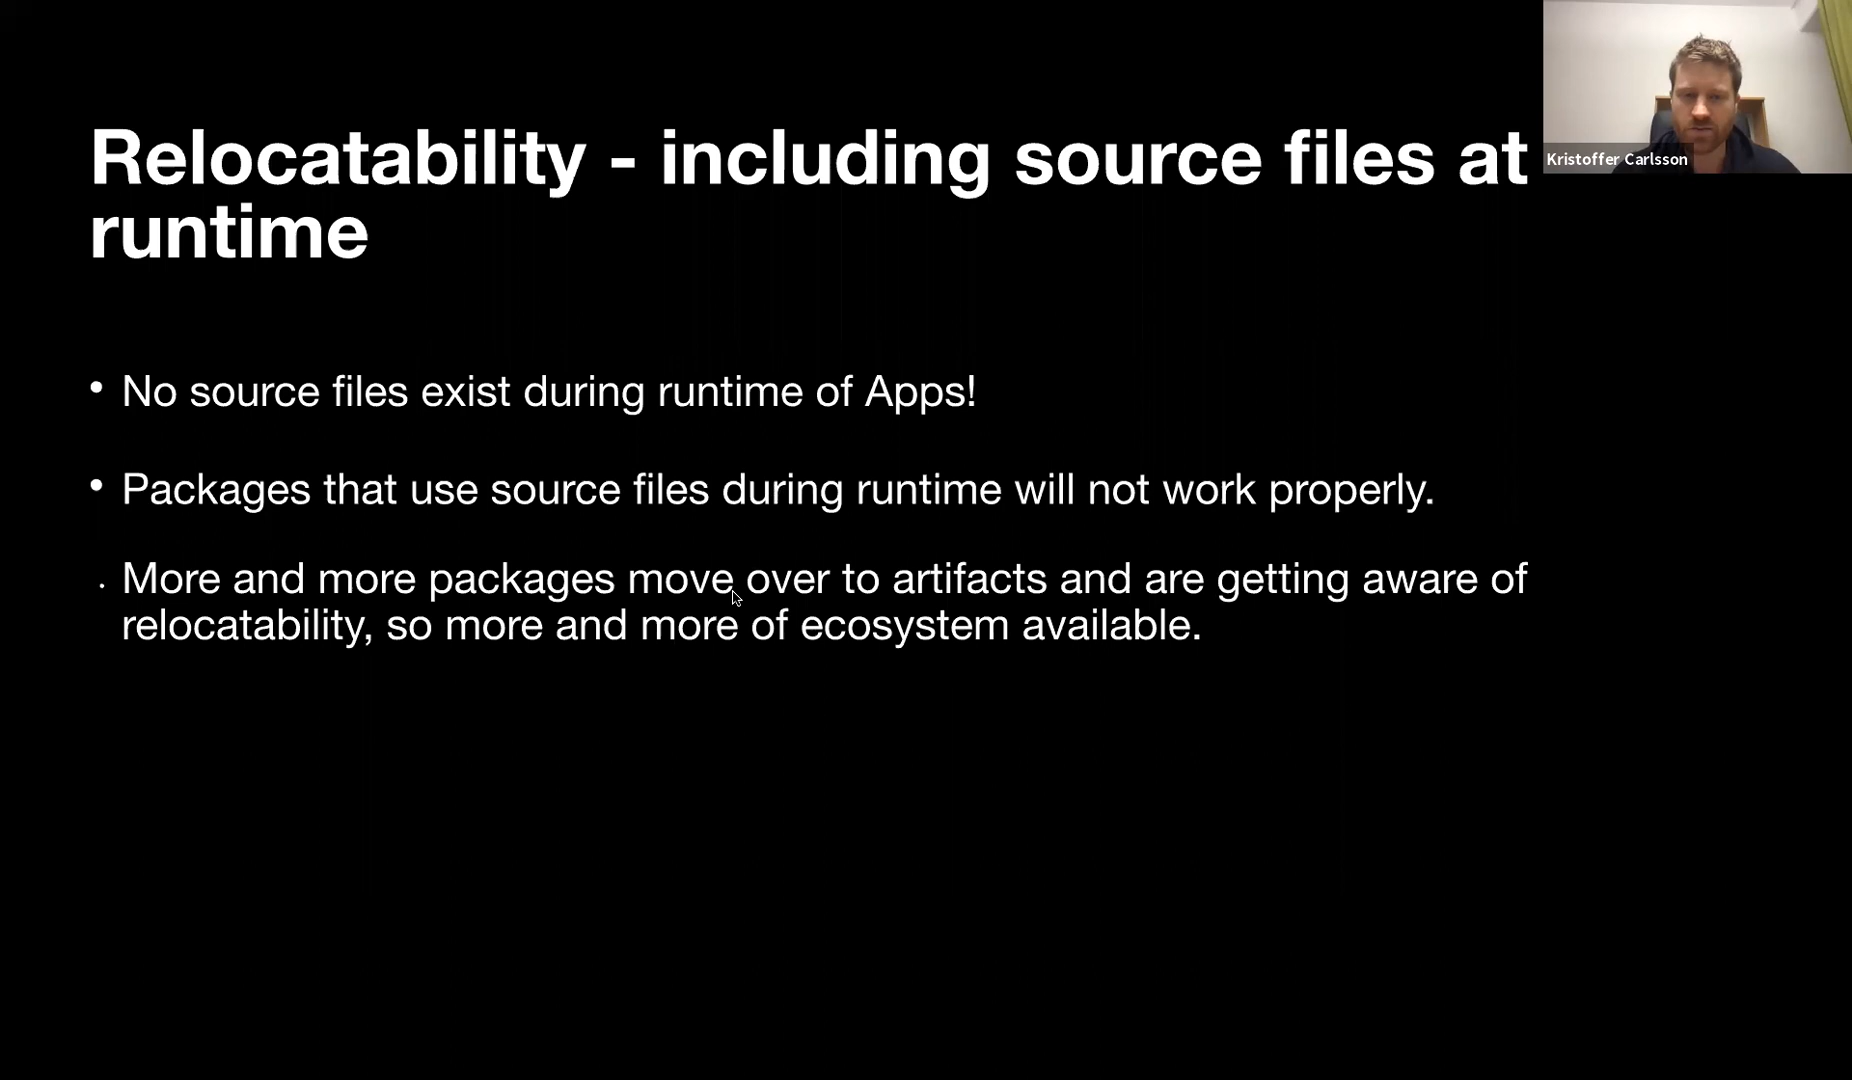 Relocatability - including source files at
runtime
Kristoffer Carlsson
• No source files exist during runtime of Apps!
• Packages that use source files during runtime will not work properly.
• More and more packages move over to artifacts and are getting aware of
relocatability, so more and more of ecosystem available.